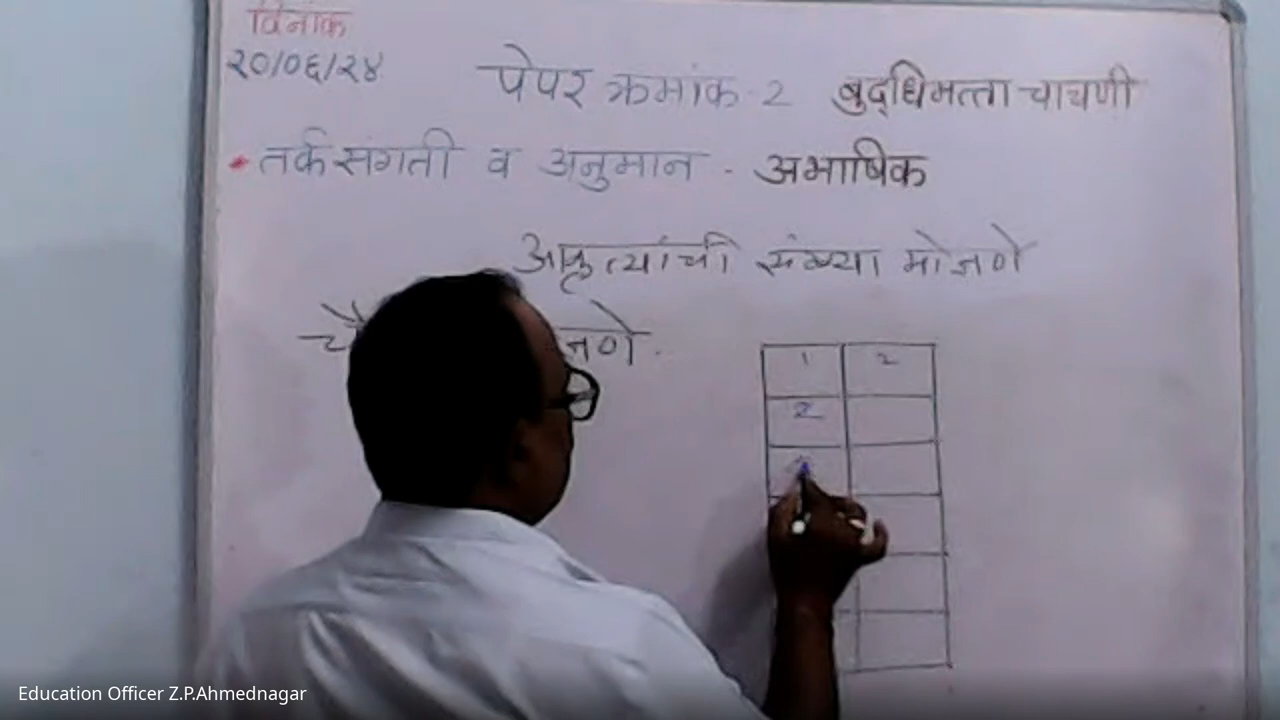 दिनांक
२०/०६/२४
पेपर क्रमांक-2 बुद्धिमत्ता चाचणी
* तर्कसंगती व अनुमान - अभाषिक
आकृत्यांची संख्या मोजणे
जणे.
1 2
2
Education Officer Z.P.Ahmednagar